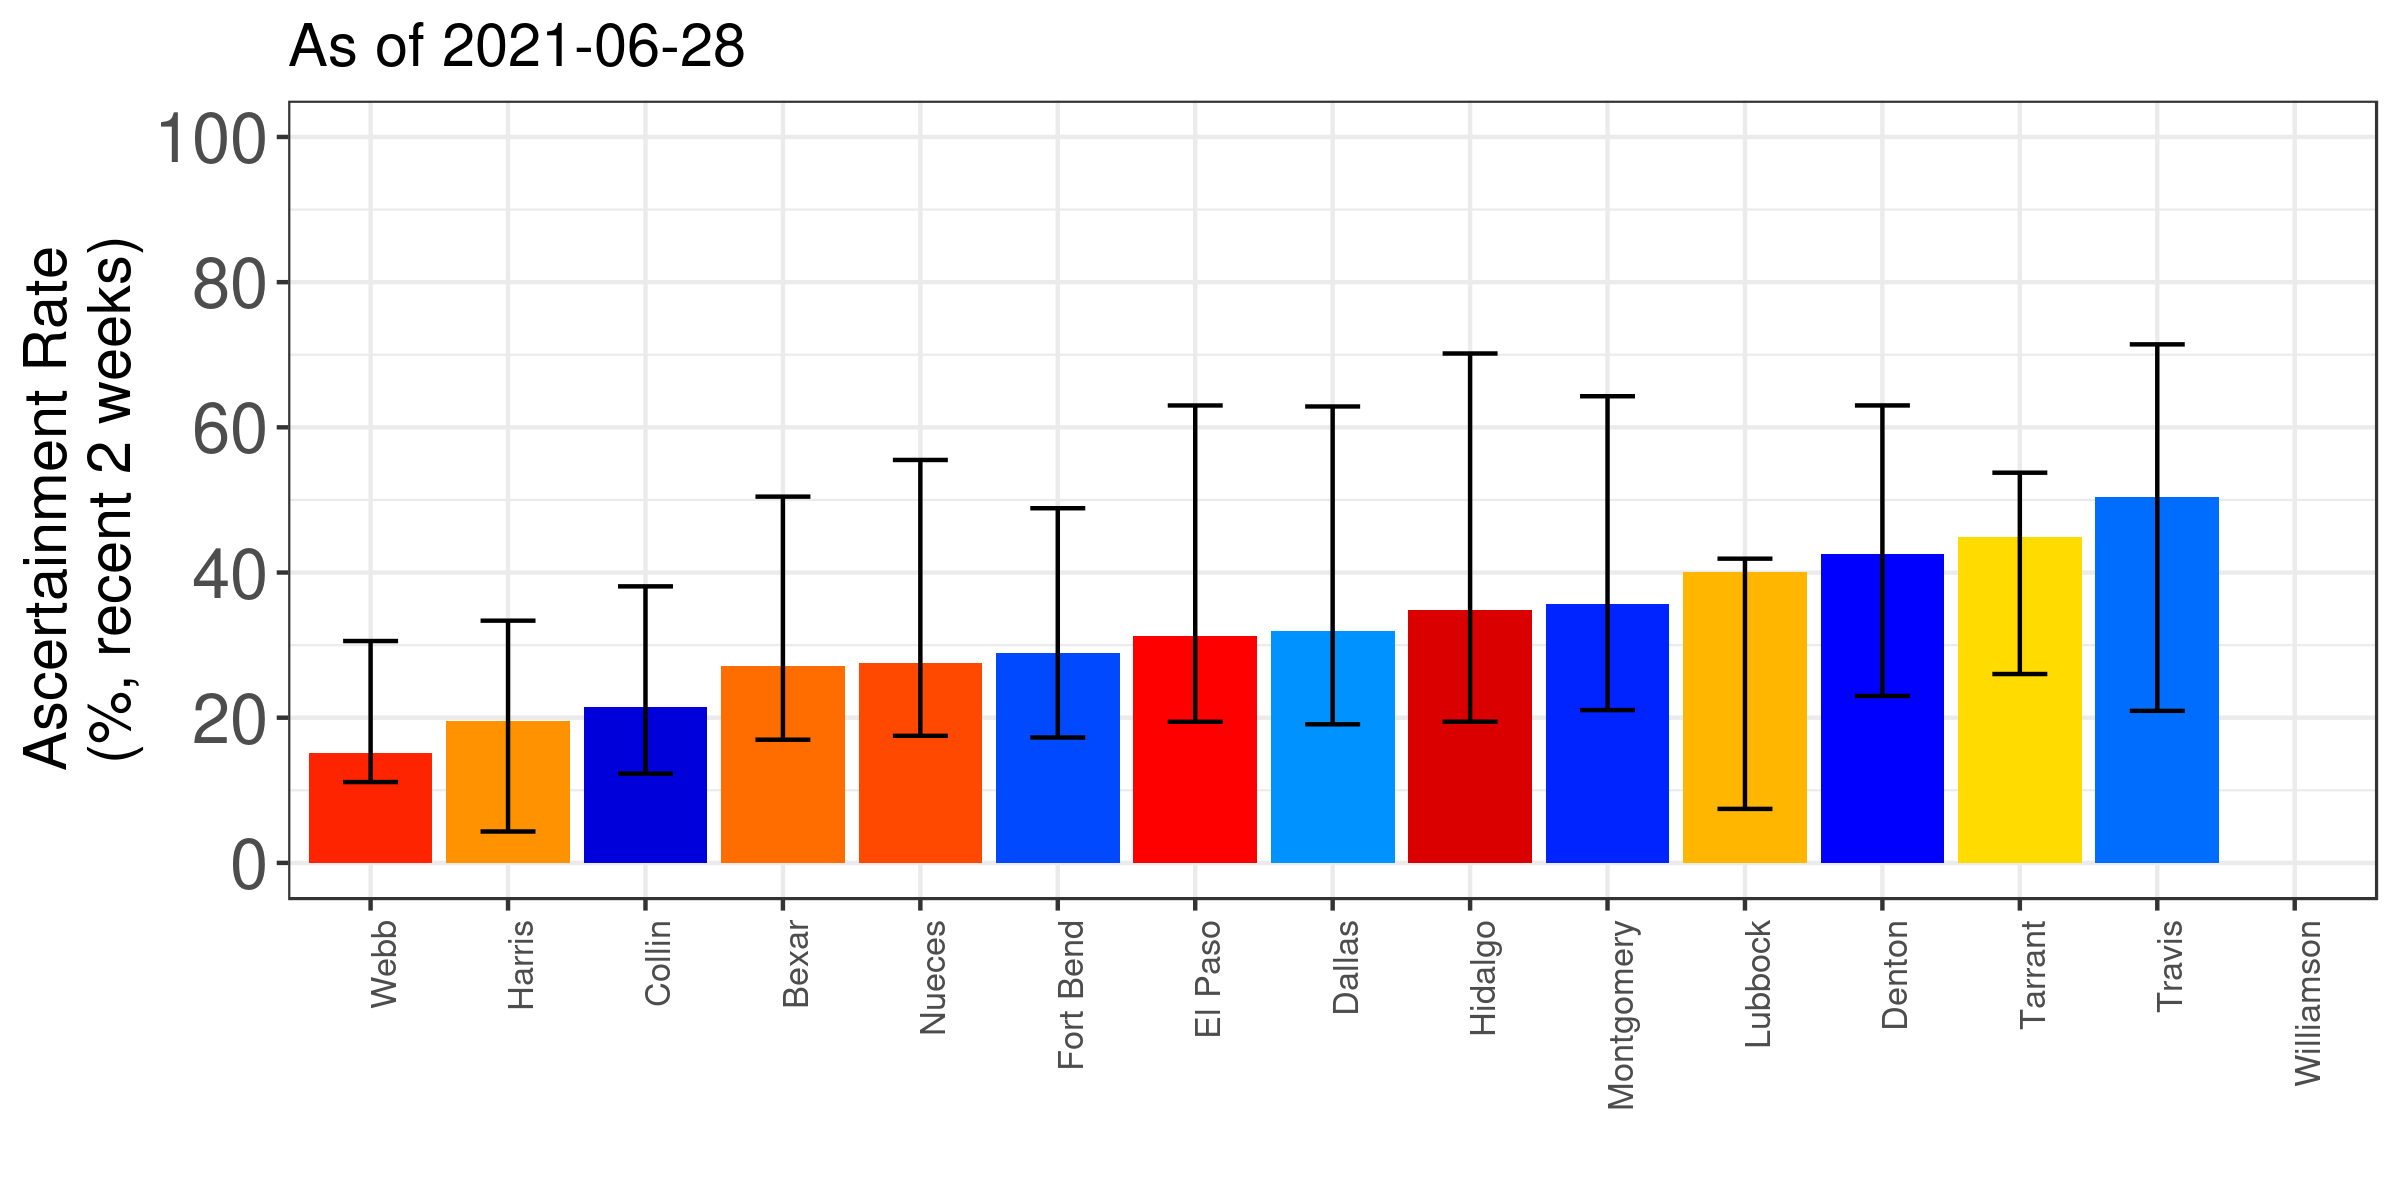 As of 2021-06-28
Ascertainment Rate
(%, recent 2 weeks)
100
80
60
40
20
0
Webb
Harris
Collin
Bexar
Nueces
Fort Bend
El Paso
Dallas
Hidalgo
Montgomery
Lubbock
Denton
Tarrant
Travis
Williamson